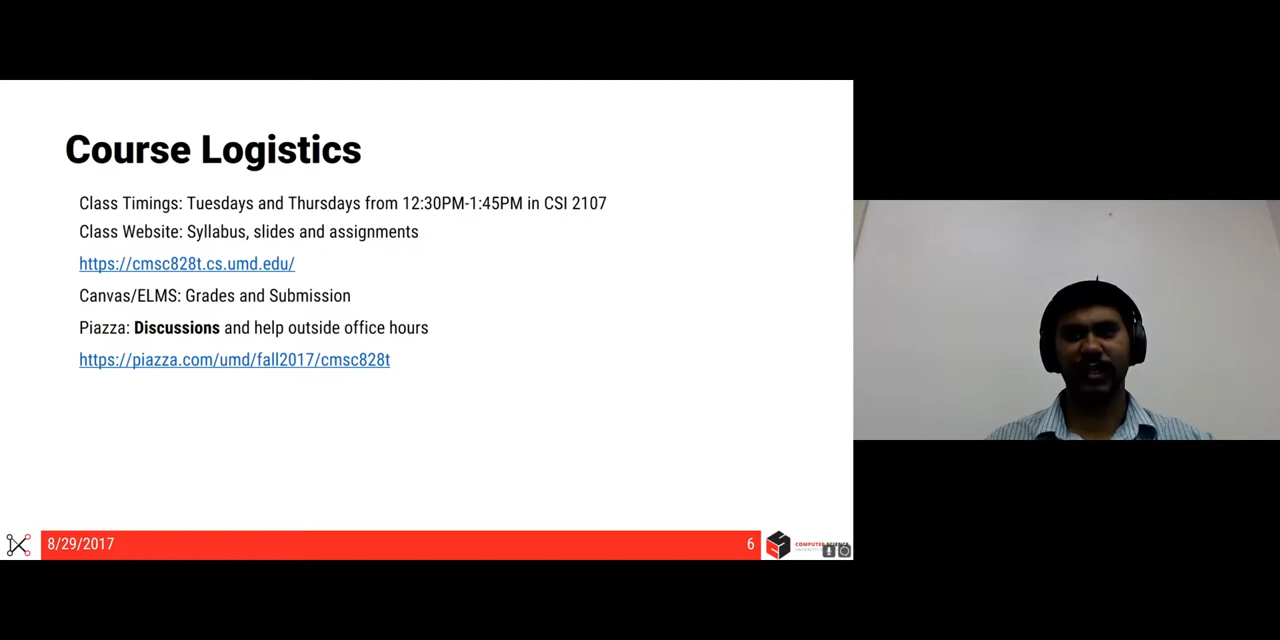 Course Logistics
Class Timings: Tuesdays and Thursdays from 12:30PM-1:45PM in CSI 2107
Class Website: Syllabus, slides and assignments
https://cmsc828t.cs.umd.edu/
Canvas/ELMS: Grades and Submission
Piazza: Discussions and help outside office hours
https://piazza.com/umd/fall2017/cmsc828t
8/29/2017
6
COMPUTER SCIENCE